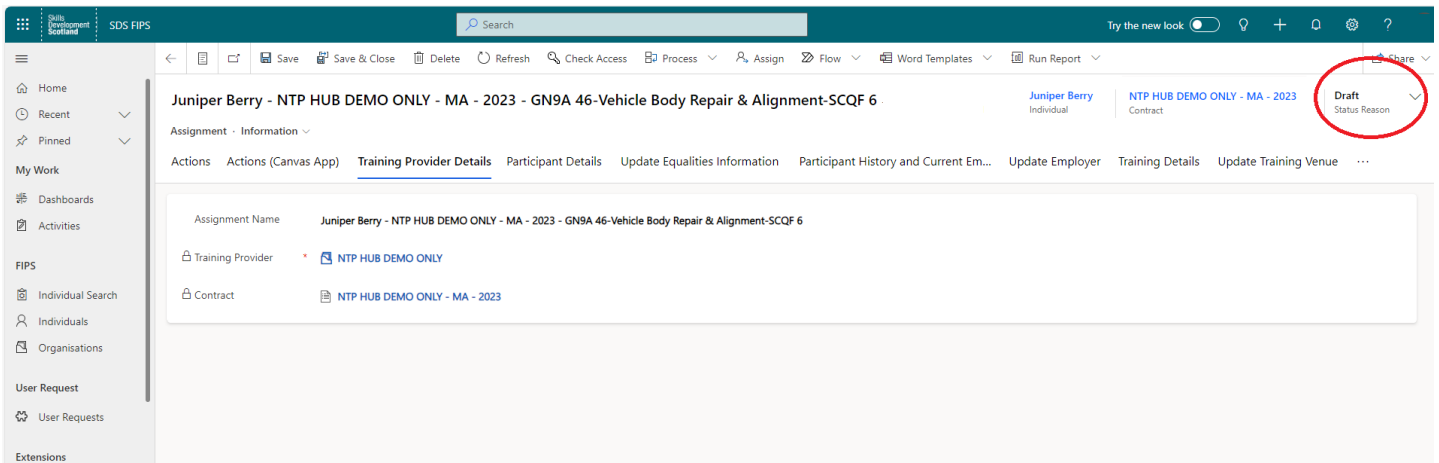 Skills Development Scotland SDS FIPS Search Try the new look ?
Save Save & Close Delete Refresh Check Access Process Assign Flow Word Templates Run Report Share
Home
Recent
Pinned
My Work
Dashboards
Activities
FIPS
Individual Search
Individuals
Organisations
User Request
User Requests
Extensions
Juniper Berry - NTP HUB DEMO ONLY - MA - 2023 - GN9A 46-Vehicle Body Repair & Alignment-SCQF 6
Assignment · Information
Juniper Berry
Individual
NTP HUB DEMO ONLY - MA - 2023
Contract
Draft
Status Reason
Actions Actions (Canvas App) Training Provider Details Participant Details Update Equalities Information Participant History and Current Em... Update Employer Training Details Update Training Venue ...
Assignment Name Juniper Berry - NTP HUB DEMO ONLY - MA - 2023 - GN9A 46-Vehicle Body Repair & Alignment-SCQF 6
Training Provider * NTP HUB DEMO ONLY
Contract NTP HUB DEMO ONLY - MA - 2023